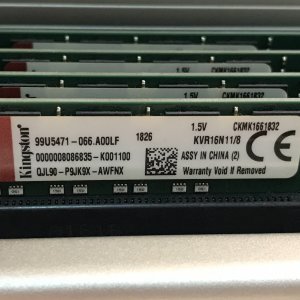 1.5V CKMK1661832
Kingston
99U5471-066.A00LF 1826 1.5V CKMK1661832
0000008086835-K001100 KVR16N11/8
QJL90-P9JK9X-AWFNX ASSY IN CHINA (2)
Warranty Void If Removed